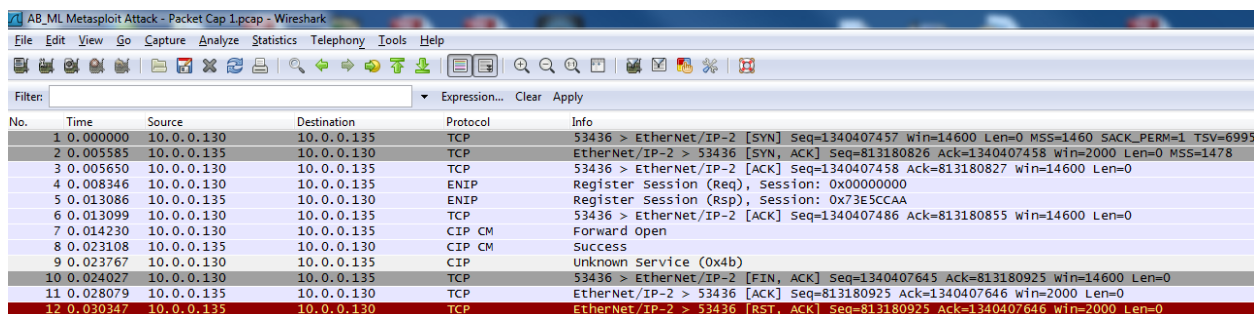 AB_ML Metasploit Attack - Packet Cap 1.pcap - Wireshark
File Edit View Go Capture Analyze Statistics Telephony Tools Help
Filter: Expression... Clear Apply
No. Time Source Destination Protocol Info
1 0.000000 10.0.0.130 10.0.0.135 TCP 53436 > EtherNet/IP-2 [SYN] Seq=1340407457 Win=14600 Len=0 MSS=1460 SACK_PERM=1 TSV=6995
2 0.005585 10.0.0.135 10.0.0.130 TCP EtherNet/IP-2 > 53436 [SYN, ACK] Seq=813180826 Ack=1340407458 Win=2000 Len=0 MSS=1478
3 0.005650 10.0.0.130 10.0.0.135 TCP 53436 > EtherNet/IP-2 [ACK] Seq=1340407458 Ack=813180827 Win=14600 Len=0
4 0.008346 10.0.0.130 10.0.0.135 ENIP Register Session (Req), Session: 0x00000000
5 0.013086 10.0.0.135 10.0.0.130 ENIP Register Session (Rsp), Session: 0x73E5CCAA
6 0.013099 10.0.0.130 10.0.0.135 TCP 53436 > EtherNet/IP-2 [ACK] Seq=1340407486 Ack=813180855 Win=14600 Len=0
7 0.014230 10.0.0.130 10.0.0.135 CIP CM Forward Open
8 0.023108 10.0.0.135 10.0.0.130 CIP CM Success
9 0.023767 10.0.0.130 10.0.0.135 CIP Unknown Service (0x4b)
10 0.024027 10.0.0.130 10.0.0.135 TCP 53436 > EtherNet/IP-2 [FIN, ACK] Seq=1340407645 Ack=813180925 Win=14600 Len=0
11 0.028079 10.0.0.135 10.0.0.130 TCP EtherNet/IP-2 > 53436 [ACK] Seq=813180925 Ack=1340407646 Win=2000 Len=0
12 0.030347 10.0.0.135 10.0.0.130 TCP EtherNet/IP-2 > 53436 [RST, ACK] Seq=813180925 Ack=1340407646 Win=2000 Len=0